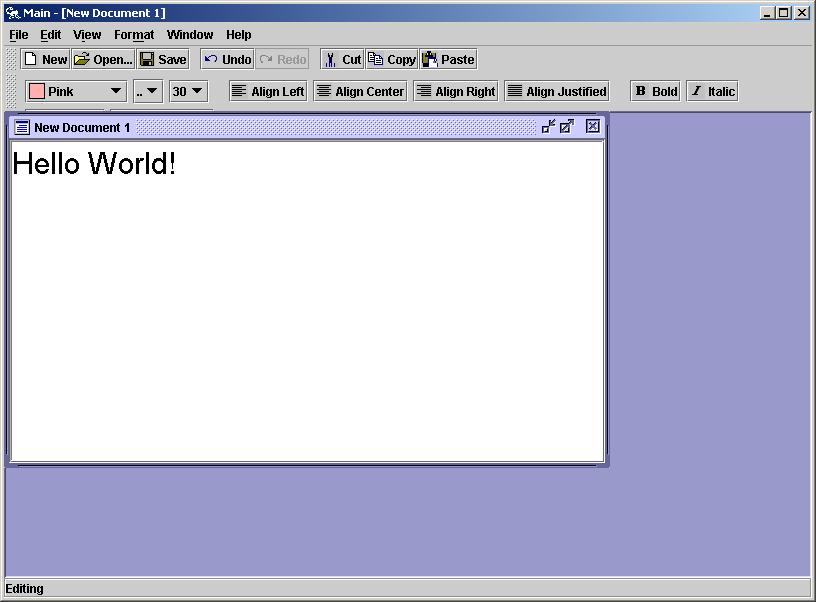 Main - [New Document 1]
File Edit View Format Window Help
New Open... Save Undo Redo Cut Copy Paste
Pink .. 30 Align Left Align Center Align Right Align Justified B Bold I Italic
New Document 1
Hello World!
Editing